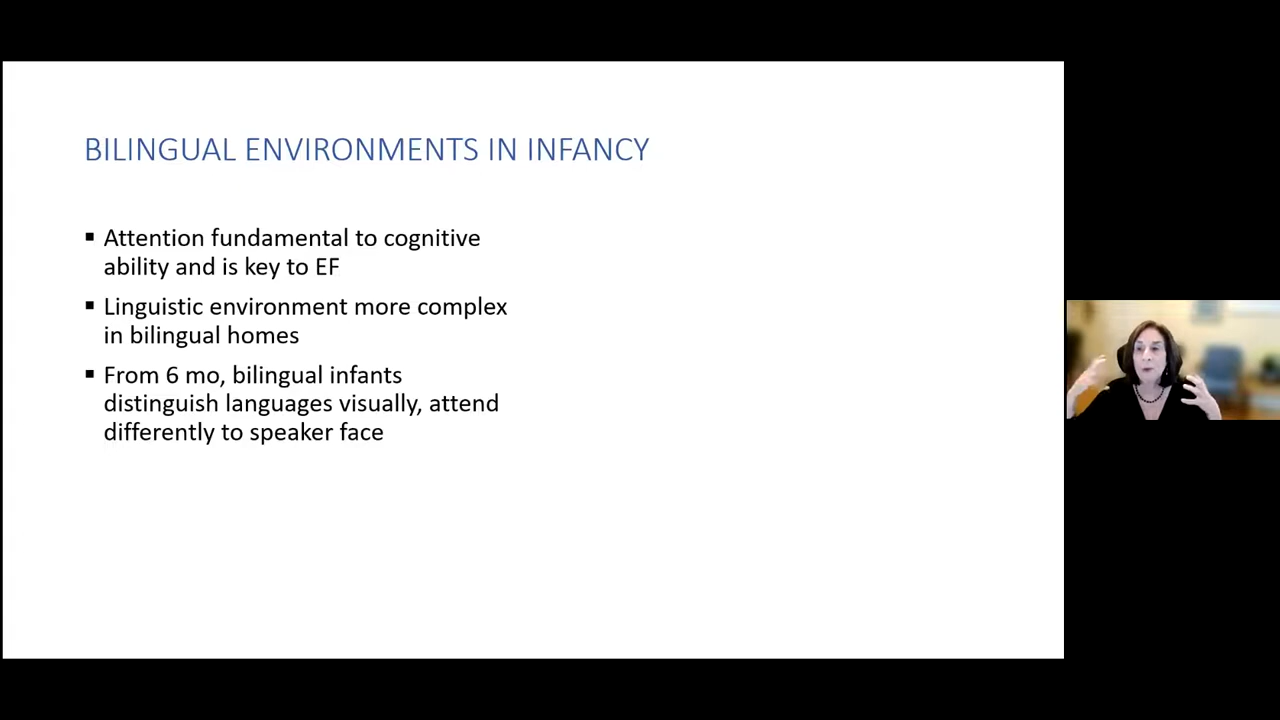 BILINGUAL ENVIRONMENTS IN INFANCY
▪ Attention fundamental to cognitive
ability and is key to EF
▪ Linguistic environment more complex
in bilingual homes
▪ From 6 mo, bilingual infants
distinguish languages visually, attend
differently to speaker face